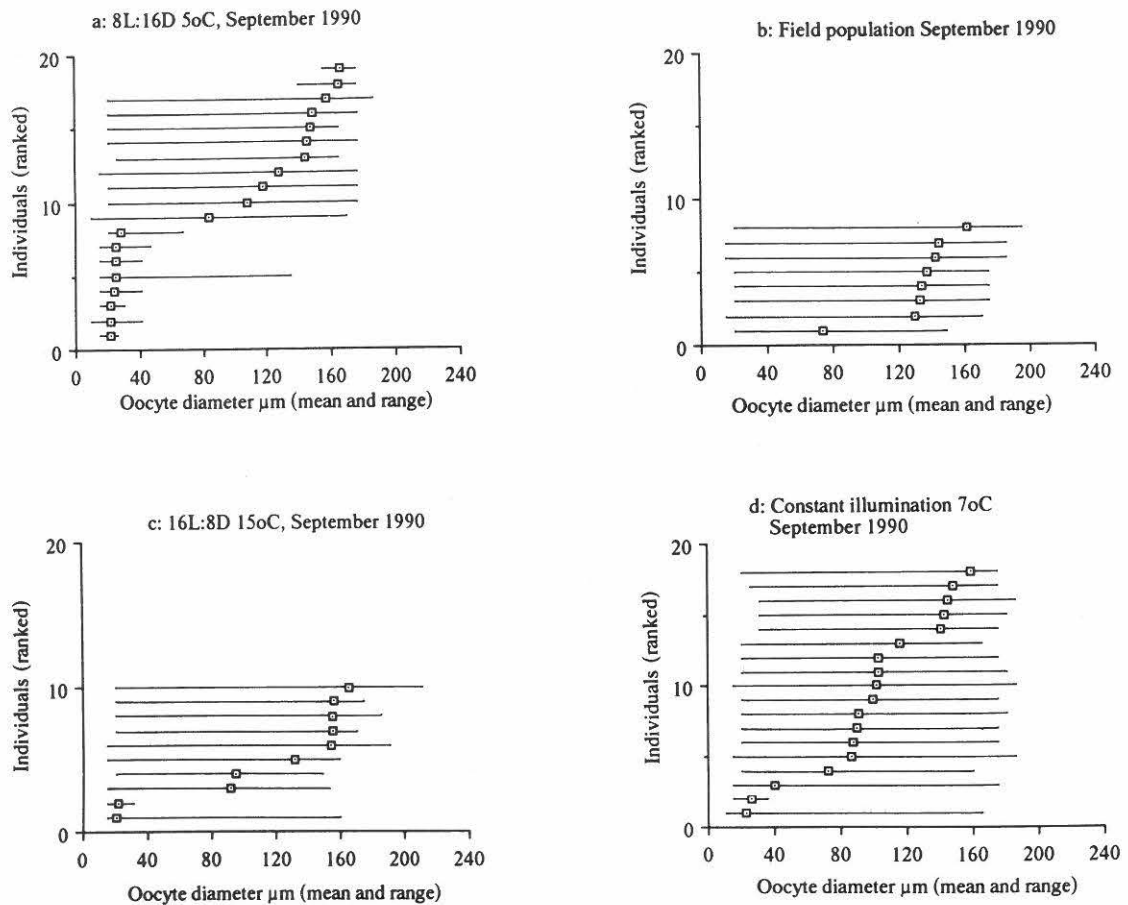 a: 8L:16D 5oC, September 1990
20
10
0
Individuals (ranked)
0 40 80 120 160 200 240
Oocyte diameter µm (mean and range)
b: Field population September 1990
20
10
0
Individuals (ranked)
0 40 80 120 160 200 240
Oocyte diameter µm (mean and range)
c: 16L:8D 15oC, September 1990
20
10
0
Individuals (ranked)
0 40 80 120 160 200 240
Oocyte diameter µm (mean and range)
d: Constant illumination 7oC
September 1990
20
10
0
Individuals (ranked)
0 40 80 120 160 200 240
Oocyte diameter µm (mean and range)